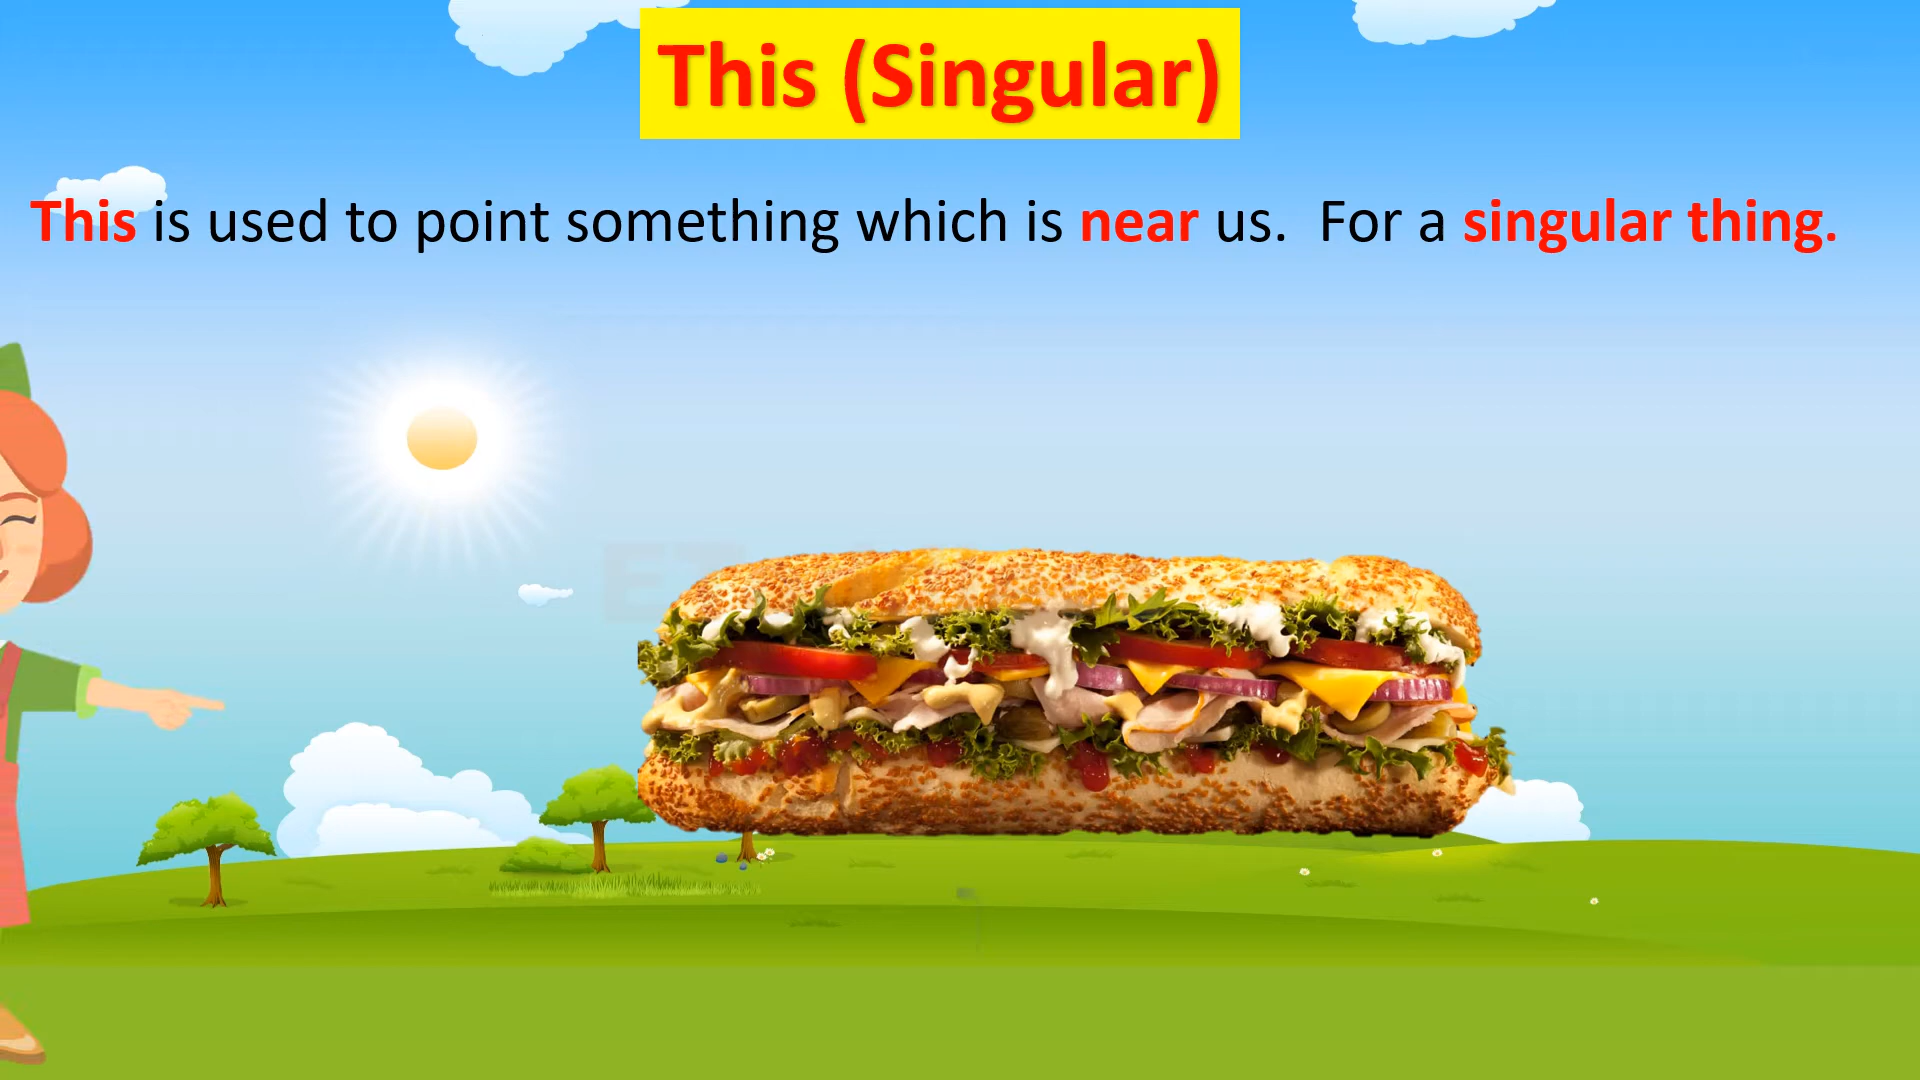 This (Singular)
This is used to point something which is near us.  For a singular thing.